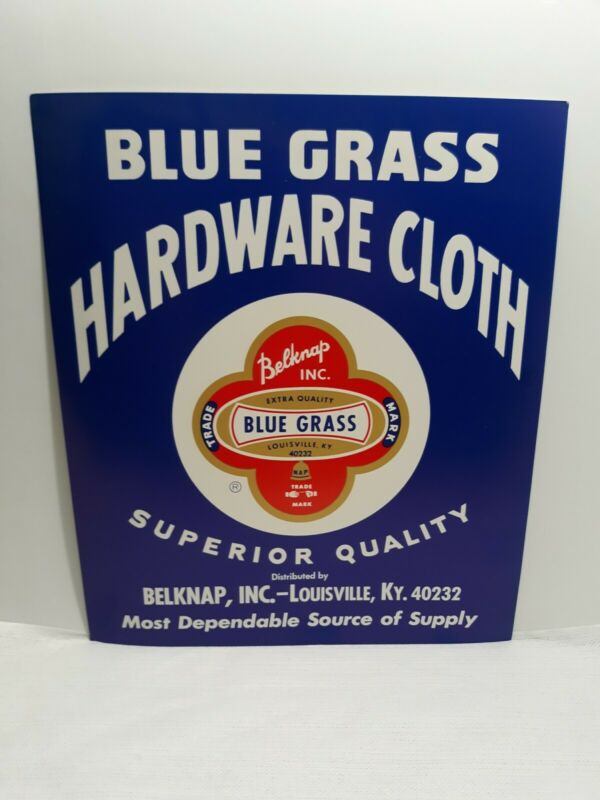 BLUE GRASS
HARDWARE CLOTH
Belknap
INC.
EXTRA QUALITY
TRADE
BLUE GRASS
MARK
LOUISVILLE, KY
40232
NAP
TRADE
MARK
®
SUPERIOR QUALITY
Distributed by
BELKNAP, INC.–LOUISVILLE, KY. 40232
Most Dependable Source of Supply